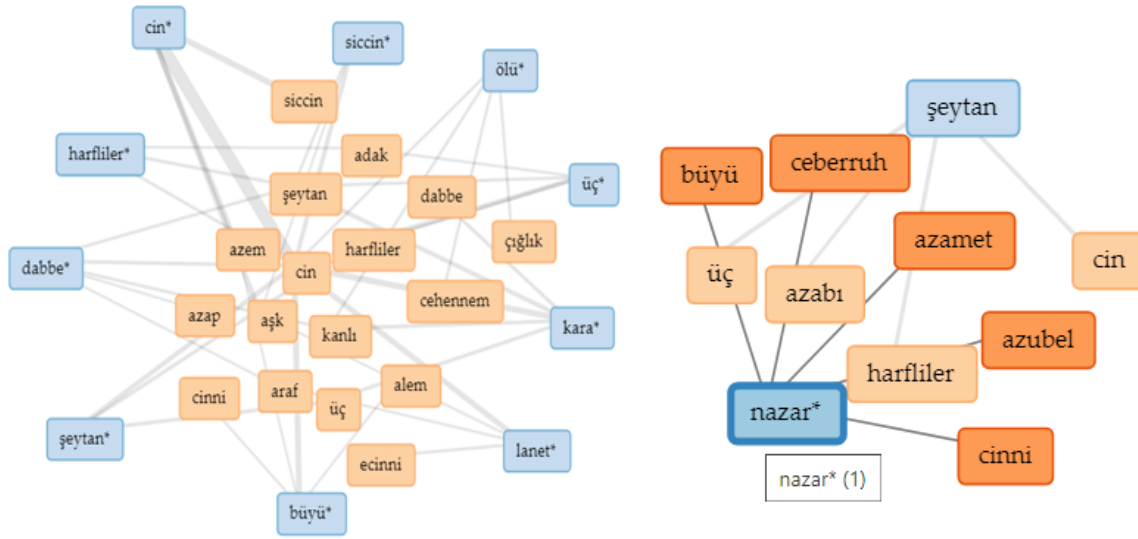 cin*
siccin*
ölü*
siccin
harfliler*
adak
şeytan
dabbe
üç*
azem
harfliler
çığlık
dabbe*
cin
cehennem
azap
aşk
kanlı
kara*
cinni
araf
alem
üç
şeytan*
ecinni
lanet*
büyü*
şeytan
büyü
ceberruh
azamet
üç
azabı
cin
azubel
harfliler
nazar*
cinni
nazar* (1)